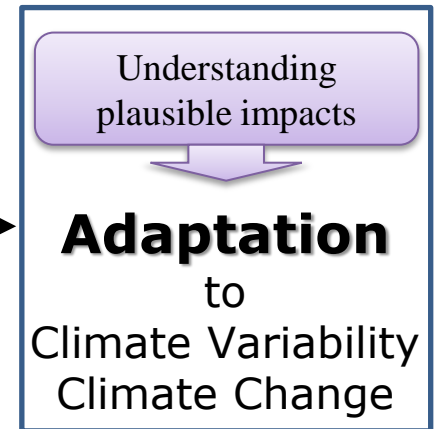 Understanding
plausible impacts
Adaptation
to
Climate Variability
Climate Change